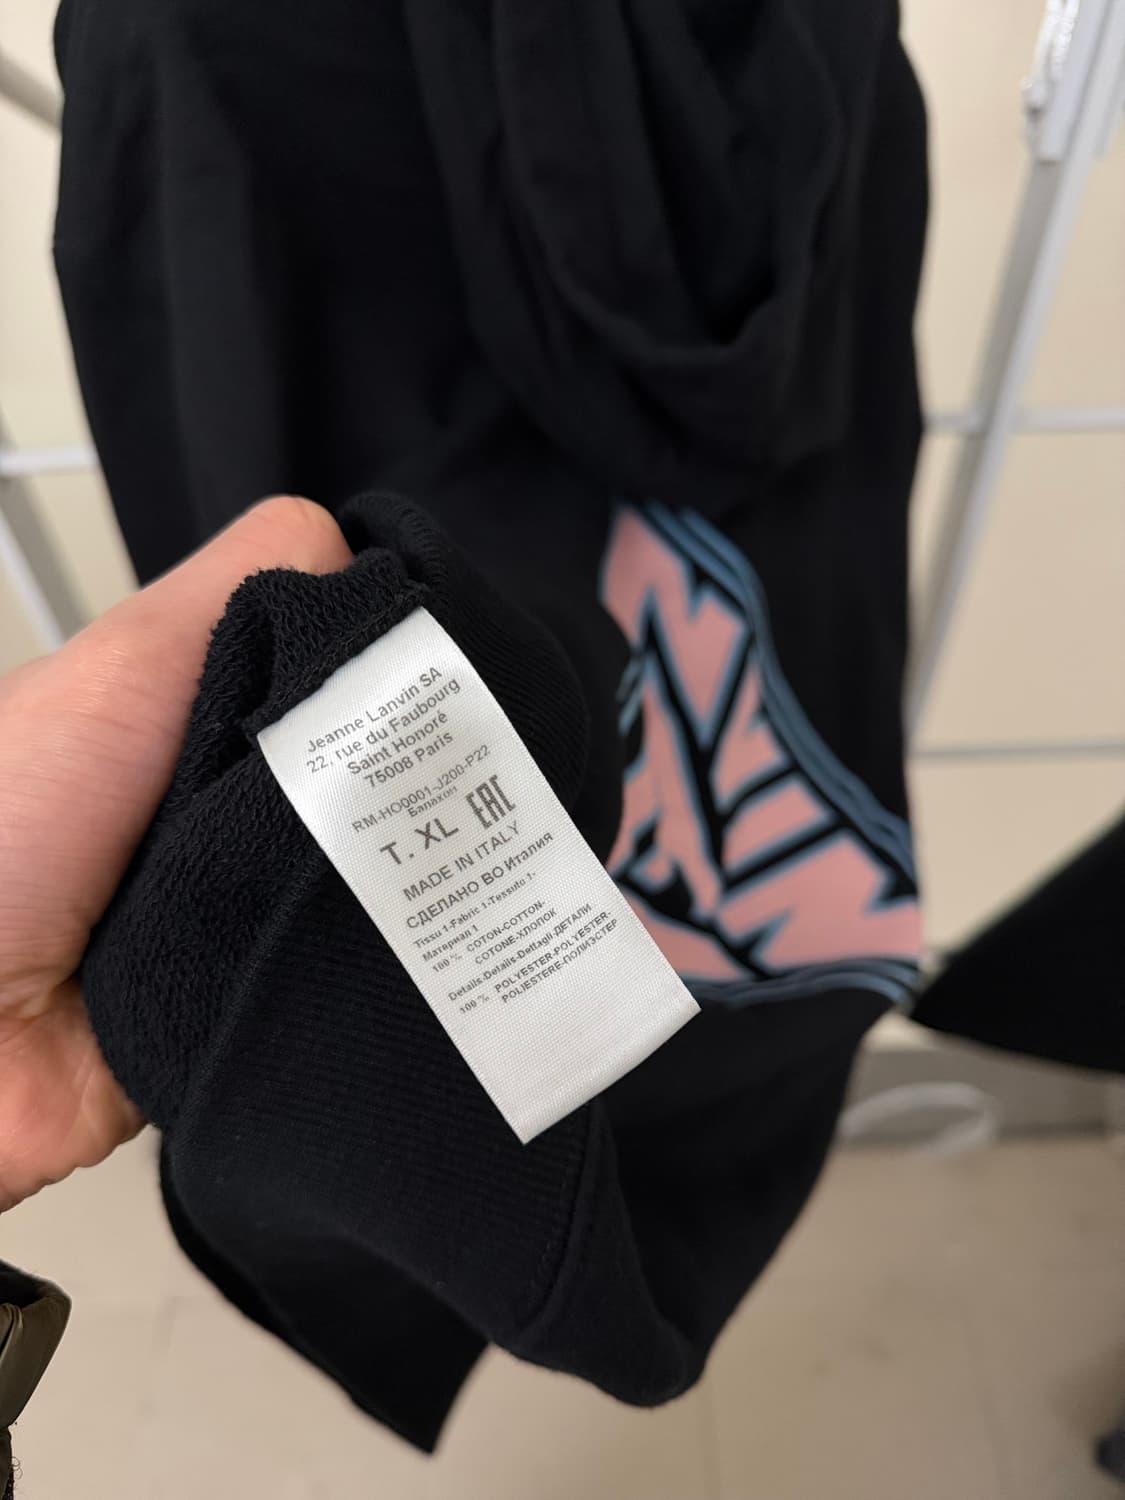 Jeanne Lanvin SA
22, rue du Faubourg
Saint Honoré
75008 Paris
RM-HO0001-J200-P22
Балахон
T. XL EAC
MADE IN ITALY
СДЕЛАНО ВО Италия
Tissu 1-Fabric 1-Tessuto 1-
Материал 1
100 % COTON-COTTON-
COTONE-ХЛОПОК
Details-Details-Dettagli-ДЕТАЛИ
100 % POLYESTER-POLYESTER-
POLIESTERE-ПОЛИЭСТЕР